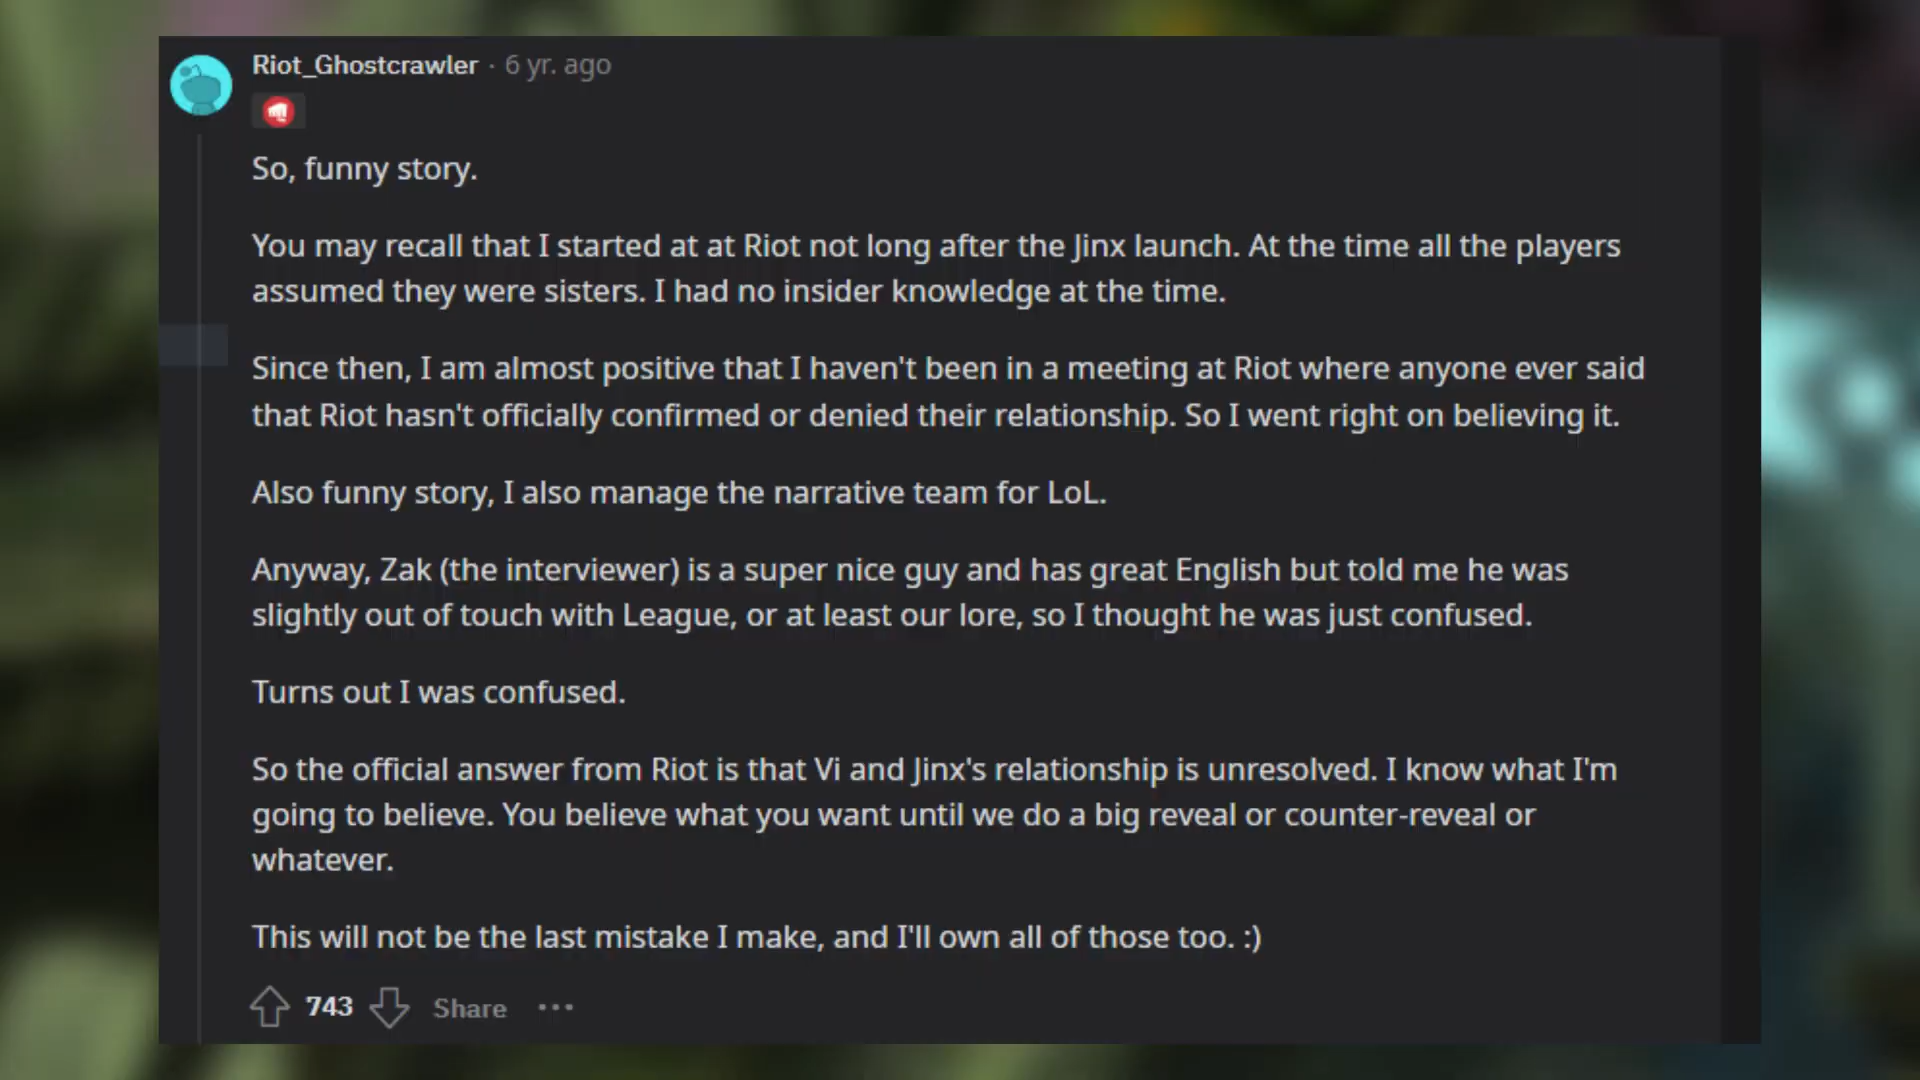 Riot_Ghostcrawler · 6 yr. ago
So, funny story.
You may recall that I started at at Riot not long after the Jinx launch. At the time all the players
assumed they were sisters. I had no insider knowledge at the time.
Since then, I am almost positive that I haven't been in a meeting at Riot where anyone ever said
that Riot hasn't officially confirmed or denied their relationship. So I went right on believing it.
Also funny story, I also manage the narrative team for LoL.
Anyway, Zak (the interviewer) is a super nice guy and has great English but told me he was
slightly out of touch with League, or at least our lore, so I thought he was just confused.
Turns out I was confused.
So the official answer from Riot is that Vi and Jinx's relationship is unresolved. I know what I'm
going to believe. You believe what you want until we do a big reveal or counter-reveal or
whatever.
This will not be the last mistake I make, and I'll own all of those too. :)
743 Share ···